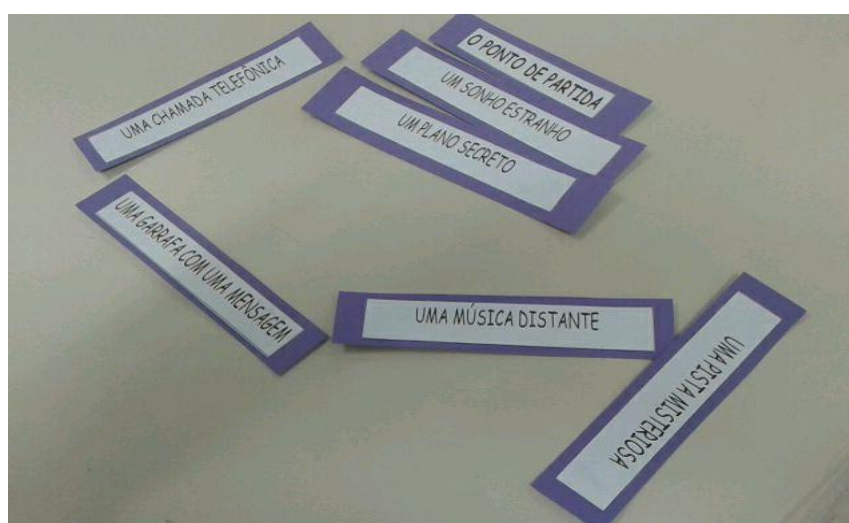 O PONTO DE PARTIDA
UM SONHO ESTRANHO
UM PLANO SECRETO
UMA CHAMADA TELEFÔNICA
UMA GARRAFA COM UMA MENSAGEM
UMA MÚSICA DISTANTE
UMA PISTA MISTERIOSA